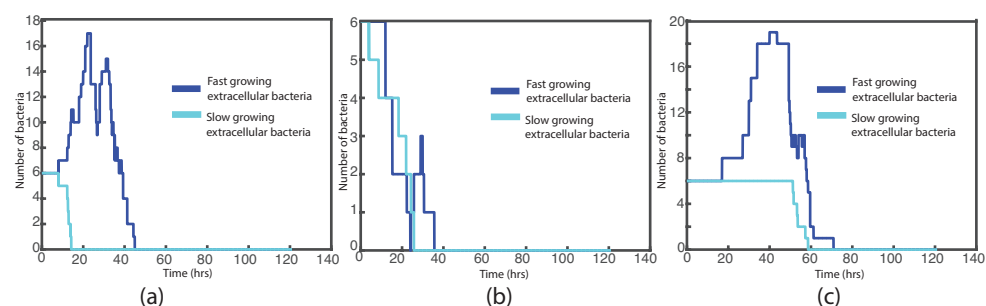 18
16
14
12
10
8
6
4
2
0
Number of bacteria
Fast growing
extracellular bacteria
Slow growing
extracellular bacteria
0 20 40 60 80 100 120 140
Time (hrs)
(a)
6
5
4
3
2
1
0
Number of bacteria
Fast growing
extracellular bacteria
Slow growing
extracellular bacteria
0 20 40 60 80 100 120 140
Time (hrs)
(b)
20
16
12
8
4
0
Number of bacteria
Fast growing
extracellular bacteria
Slow growing
extracellular bacteria
0 20 40 60 80 100 120 140
Time (hrs)
(c)